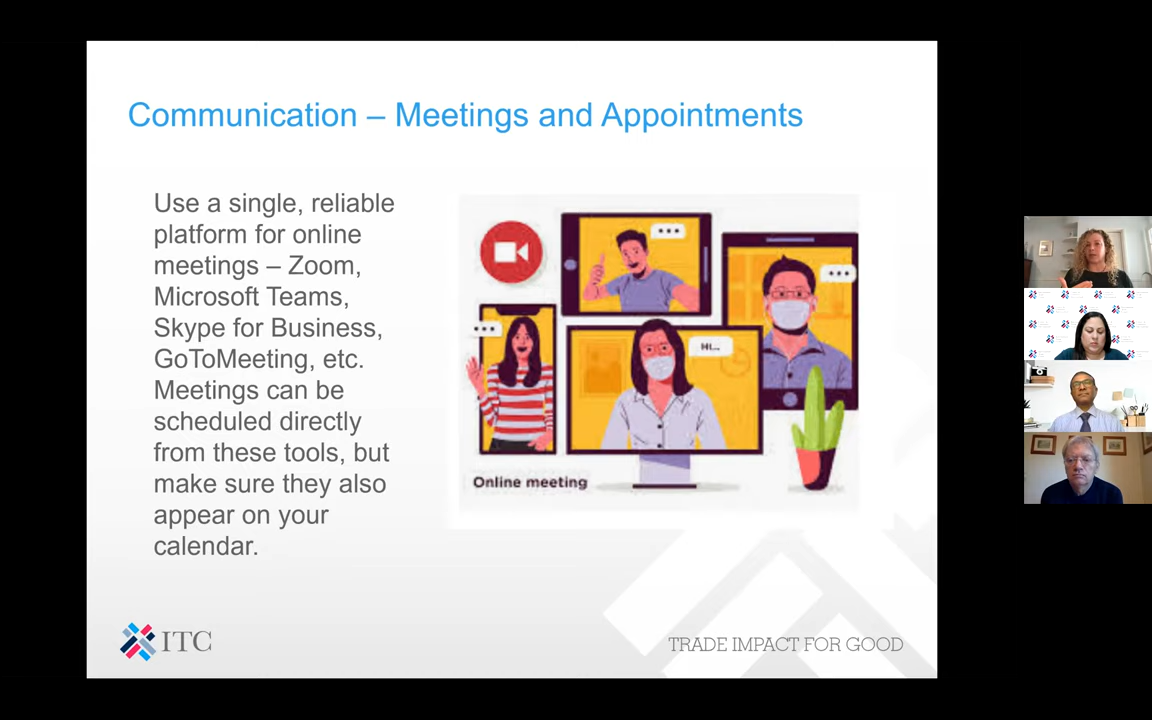 Communication – Meetings and Appointments
Use a single, reliable
platform for online
meetings – Zoom,
Microsoft Teams,
Skype for Business,
GoToMeeting, etc.
Meetings can be
scheduled directly
from these tools, but
make sure they also
appear on your
calendar.
HI...
Online meeting
ITC
TRADE IMPACT FOR GOOD